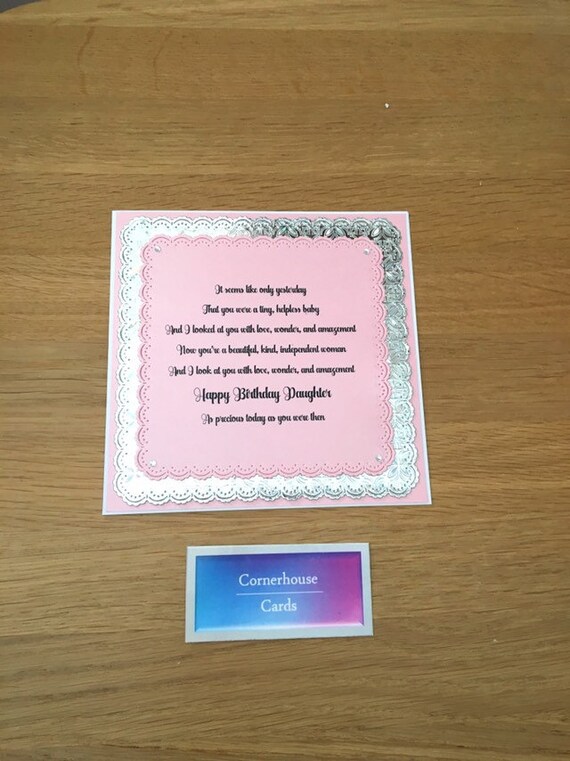 It seems like only yesterday
That you were a tiny, helpless baby
And I looked at you with love, wonder, and amazement
Now you're a beautiful, kind, independent woman
And I look at you with love, wonder, and amazement
Happy Birthday Daughter
As precious today as you were then
Cornerhouse
Cards